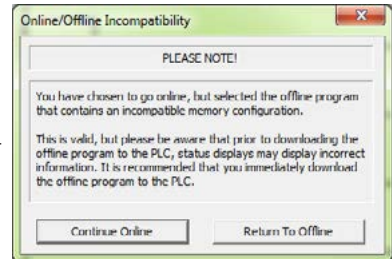 Online/Offline Incompatibility
PLEASE NOTE!
You have chosen to go online, but selected the offline program
that contains an incompatible memory configuration.
This is valid, but please be aware that prior to downloading the
offline program to the PLC, status displays may display incorrect
information. It is recommended that you immediately download
the offline program to the PLC.
Continue Online
Return To Offline